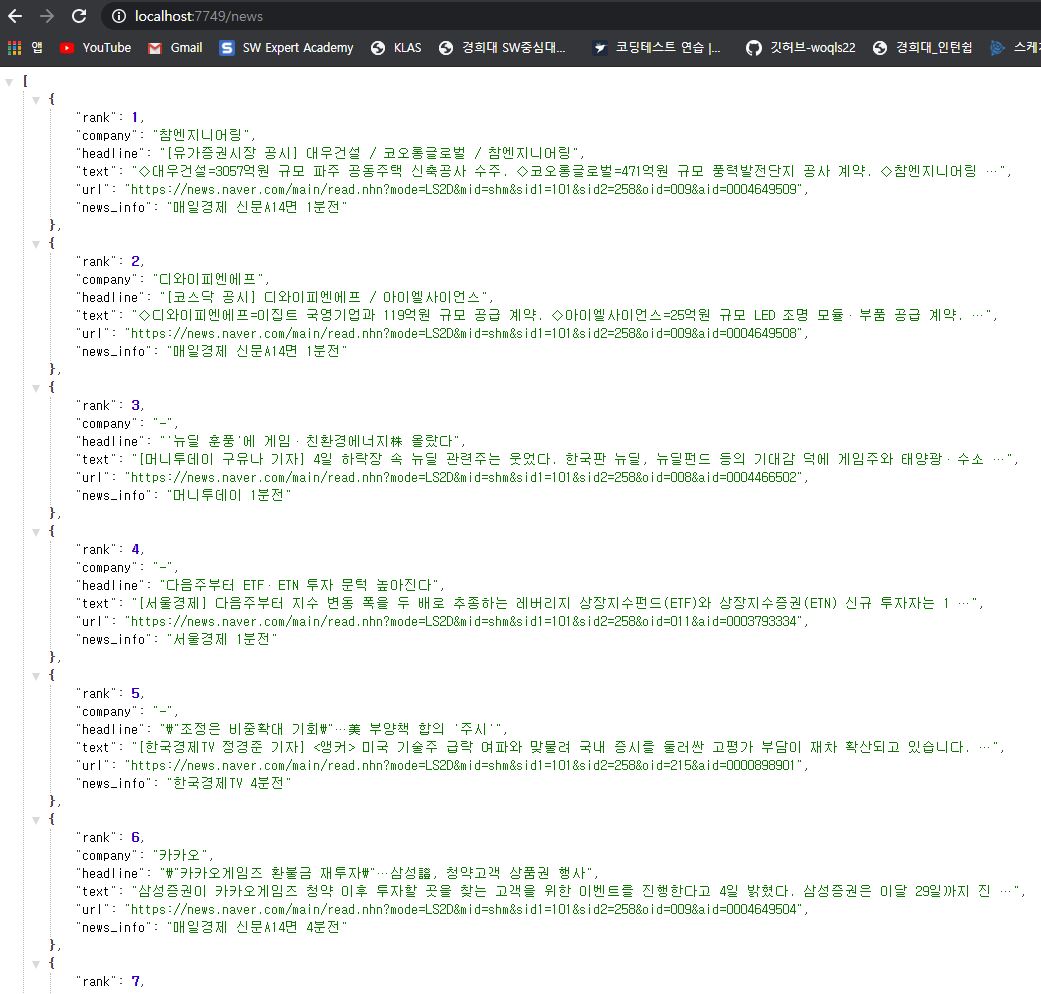 localhost:7749/news
앱 YouTube Gmail SW Expert Academy KLAS 경희대 SW중심대... 코딩테스트 연습 |... 깃허브-woqls22 경희대_인턴쉽 스케
[
{
"rank": 1,
"company": "참엔지니어링",
"headline": "[유가증권시장 공시] 대우건설 / 코오롱글로벌 / 참엔지니어링",
"text": "◇대우건설=3057억원 규모 파주 공동주택 신축공사 수주. ◇코오롱글로벌=471억원 규모 풍력발전단지 공사 계약. ◇참엔지니어링 …",
"url": "https://news.naver.com/main/read.nhn?mode=LS2D&mid=shm&sid1=101&sid2=258&oid=009&aid=0004649509",
"news_info": "매일경제 신문A14면 1분전"
},
{
"rank": 2,
"company": "디와이피엔에프",
"headline": "[코스닥 공시] 디와이피엔에프 / 아이엘사이언스",
"text": "◇디와이피엔에프=이집트 국영기업과 119억원 규모 공급 계약. ◇아이엘사이언스=25억원 규모 LED 조명 모듈·부품 공급 계약. …",
"url": "https://news.naver.com/main/read.nhn?mode=LS2D&mid=shm&sid1=101&sid2=258&oid=009&aid=0004649508",
"news_info": "매일경제 신문A14면 1분전"
},
{
"rank": 3,
"company": "-",
"headline": "'뉴딜 훈풍'에 게임·친환경에너지株 올랐다",
"text": "[머니투데이 구유나 기자] 4일 하락장 속 뉴딜 관련주는 웃었다. 한국판 뉴딜, 뉴딜펀드 등의 기대감 덕에 게임주와 태양광·수소 …",
"url": "https://news.naver.com/main/read.nhn?mode=LS2D&mid=shm&sid1=101&sid2=258&oid=008&aid=0004466502",
"news_info": "머니투데이 1분전"
},
{
"rank": 4,
"company": "-",
"headline": "다음주부터 ETF·ETN 투자 문턱 높아진다",
"text": "[서울경제] 다음주부터 지수 변동 폭을 두 배로 추종하는 레버리지 상장지수펀드(ETF)와 상장지수증권(ETN) 신규 투자자는 1 …",
"url": "https://news.naver.com/main/read.nhn?mode=LS2D&mid=shm&sid1=101&sid2=258&oid=011&aid=0003793334",
"news_info": "서울경제 1분전"
},
{
"rank": 5,
"company": "-",
"headline": "\"조정은 비중확대 기회\"…美 부양책 합의 '주시'",
"text": "[한국경제TV 정경준 기자] <앵커> 미국 기술주 급락 여파와 맞물려 국내 증시를 둘러싼 고평가 부담이 재차 확산되고 있습니다. …",
"url": "https://news.naver.com/main/read.nhn?mode=LS2D&mid=shm&sid1=101&sid2=258&oid=215&aid=0000898901",
"news_info": "한국경제TV 4분전"
},
{
"rank": 6,
"company": "카카오",
"headline": "\"카카오게임즈 환불금 재투자\"…삼성證, 청약고객 상품권 행사",
"text": "삼성증권이 카카오게임즈 청약 이후 투자할 곳을 찾는 고객을 위한 이벤트를 진행한다고 4일 밝혔다. 삼성증권은 이달 29일까지 진 …",
"url": "https://news.naver.com/main/read.nhn?mode=LS2D&mid=shm&sid1=101&sid2=258&oid=009&aid=0004649504",
"news_info": "매일경제 신문A14면 4분전"
},
{
"rank": 7,